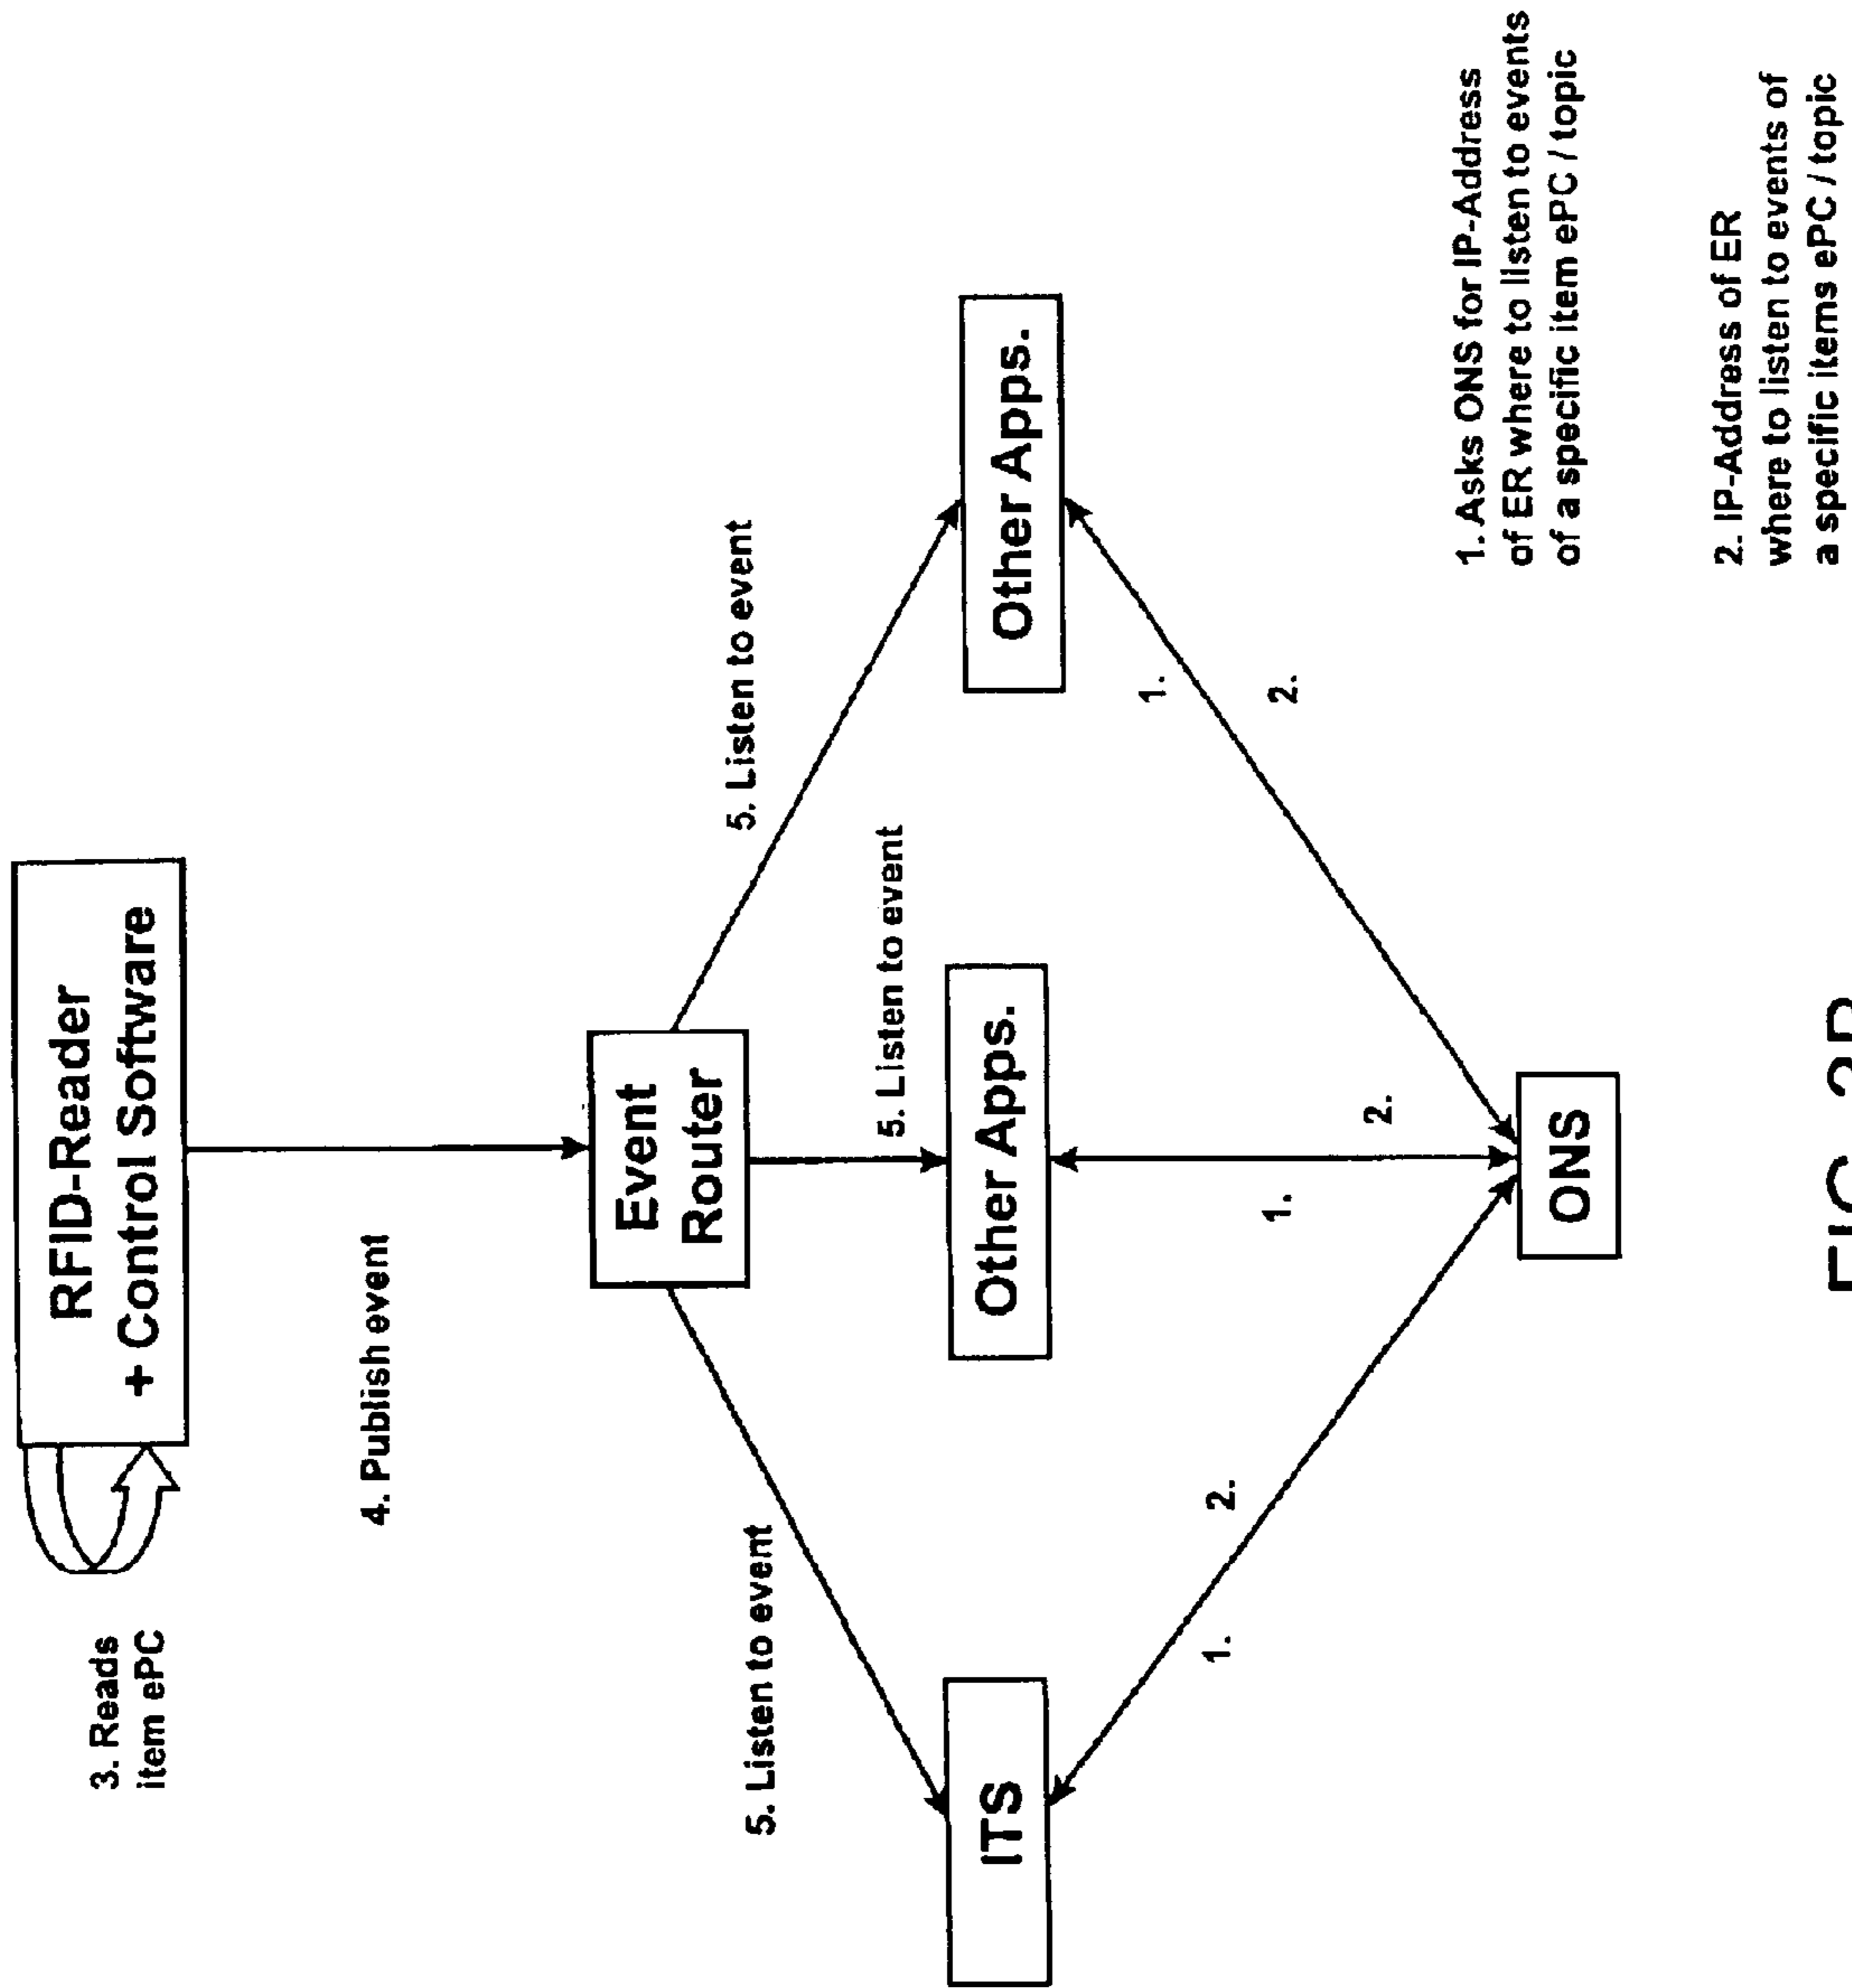 RFID-Reader
+ Control Software
3. Reads
item ePC
4. Publish event
Event
Router
5. Listen to event
5. Listen to event
5. Listen to event
ITS
Other Apps.
Other Apps.
1.
2.
1.
2.
1.
2.
ONS
1. Asks ONS for IP-Address
of ER where to listen to events
of a specific item ePC / topic
2. IP-Address of ER
where to listen to events of
a specific items ePC / topic